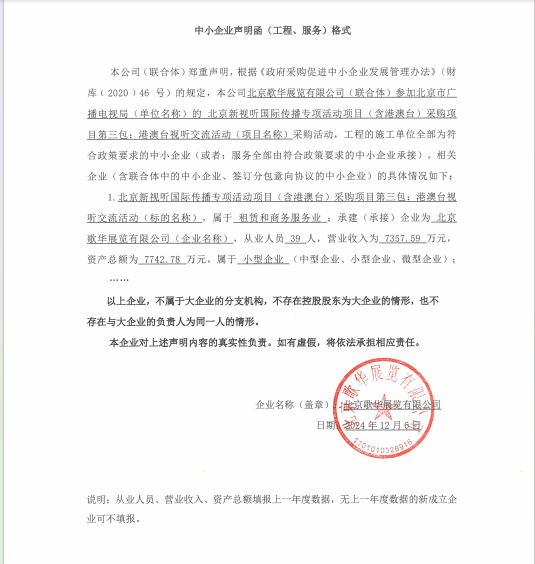 中小企业声明函（工程、服务）格式
本公司（联合体）郑重声明，根据《政府采购促进中小企业发展管理办法》（财
库﹝2020﹞46 号）的规定，本公司北京歌华展览有限公司（联合体）参加北京市广
播电视局（单位名称）的 北京新视听国际传播专项活动项目（含港澳台）采购项
目第三包：港澳台视听交流活动（项目名称）采购活动，工程的施工单位全部为符
合政策要求的中小企业（或者：服务全部由符合政策要求的中小企业承接）。相关
企业（含联合体中的中小企业、签订分包意向协议的中小企业）的具体情况如下：
1. 北京新视听国际传播专项活动项目（含港澳台）采购项目第三包：港澳台视
听交流活动（标的名称），属于 租赁和商务服务业 ；承建（承接）企业为 北京
歌华展览有限公司（企业名称），从业人员 39 人，营业收入为 7357.59 万元，
资产总额为 7742.78 万元，属于 小型企业 （中型企业、小型企业、微型企业）；
……
以上企业，不属于大企业的分支机构，不存在控股股东为大企业的情形，也不
存在与大企业的负责人为同一人的情形。
本企业对上述声明内容的真实性负责。如有虚假，将依法承担相应责任。
企业名称（盖章）：北京歌华展览有限公司
日期：2024 年 12 月 6 日
北京歌华展览有限公司
1101010328916
说明：从业人员、营业收入、资产总额填报上一年度数据，无上一年度数据的新成立企
业可不填报。